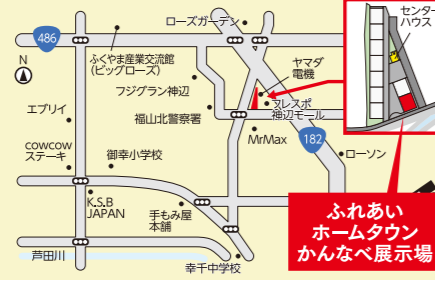 ローズガーデン
センター
ハウス
486
ふくやま産業交流館
(ビッグローズ)
ヤマダ
電機
N
フジグラン神辺
フレスポ
神辺モール
エブリイ
福山北警察署
MrMax
182
cowcow
ステーキ
御幸小学校
ローソン
K.S.B
JAPAN
手もみ屋
本舗
ふれあい
ホームタウン
かんなべ展示場
芦田川
幸千中学校